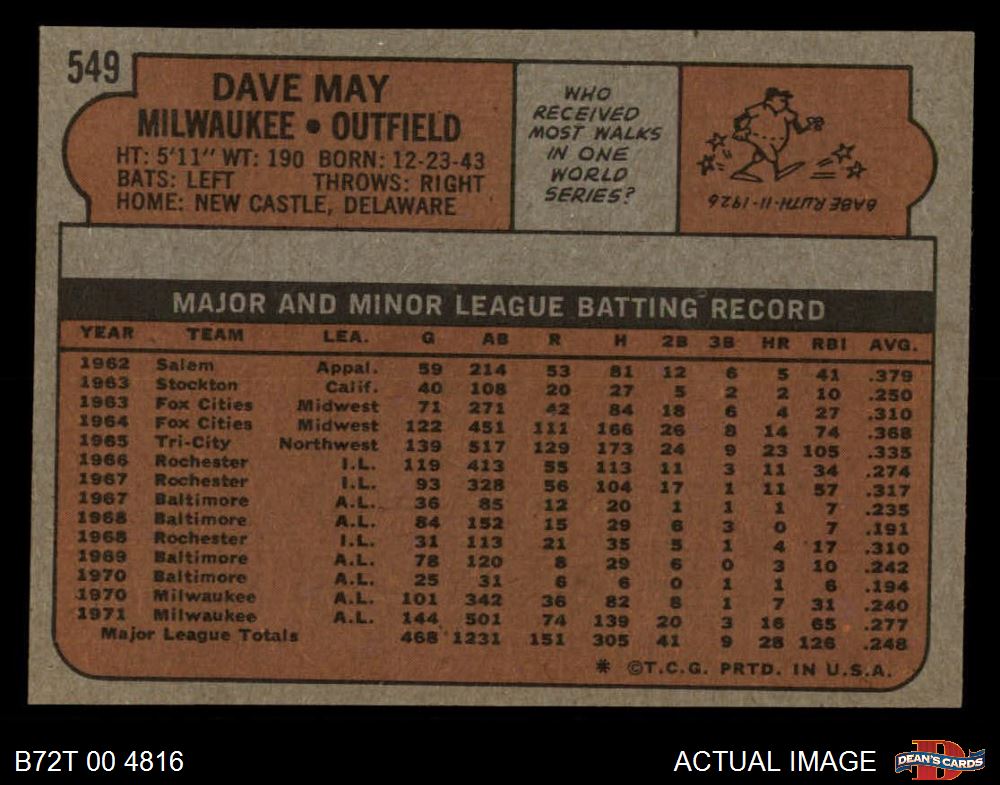 549
DAVE MAY
MILWAUKEE • OUTFIELD
HT: 5'11" WT: 190 BORN: 12-23-43
BATS: LEFT THROWS: RIGHT
HOME: NEW CASTLE, DELAWARE
WHO
RECEIVED
MOST WALKS
IN ONE
WORLD
SERIES?
BABE RUTH-11-1926
MAJOR AND MINOR LEAGUE BATTING RECORD
YEAR TEAM LEA. G AB R H 2B 3B HR RBI AVG.
1962 Salem Appal. 59 214 53 81 12 6 5 41 .379
1963 Stockton Calif. 40 108 20 27 5 2 2 10 .250
1963 Fox Cities Midwest 71 271 42 84 18 6 4 27 .310
1964 Fox Cities Midwest 122 451 111 166 26 8 14 74 .368
1965 Tri-City Northwest 139 517 129 173 24 9 23 105 .335
1966 Rochester I.L. 119 413 55 113 11 3 11 34 .274
1967 Rochester I.L. 93 328 56 104 17 1 11 57 .317
1967 Baltimore A.L. 36 85 12 20 1 1 1 7 .235
1968 Baltimore A.L. 84 152 15 29 6 3 0 7 .191
1968 Rochester I.L. 31 113 21 35 5 1 4 17 .310
1969 Baltimore A.L. 78 120 8 29 6 0 3 10 .242
1970 Baltimore A.L. 25 31 6 6 0 1 1 6 .194
1970 Milwaukee A.L. 101 342 36 82 8 1 7 31 .240
1971 Milwaukee A.L. 144 501 74 139 20 3 16 65 .277
Major League Totals 468 1231 151 305 41 9 28 126 .248
* ©T.C.G. PRTD. IN U.S.A.
B72T 00 4816
ACTUAL IMAGE
DEAN'S CARDS